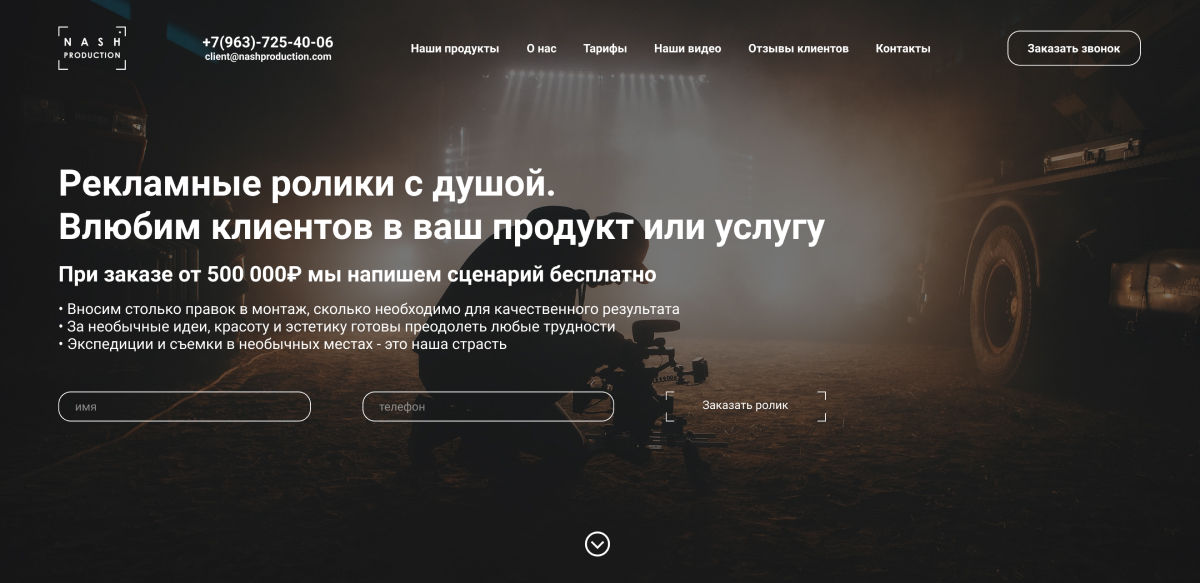 NASH
PRODUCTION
+7(963)-725-40-06
client@nashproduction.com
Наши продукты
О нас
Тарифы
Наши видео
Отзывы клиентов
Контакты
Заказать звонок
Рекламные ролики с душой.
Влюбим клиентов в ваш продукт или услугу
При заказе от 500 000₽ мы напишем сценарий бесплатно
• Вносим столько правок в монтаж, сколько необходимо для качественного результата
• За необычные идеи, красоту и эстетику готовы преодолеть любые трудности
• Экспедиции и съемки в необычных местах - это наша страсть
имя
телефон
Заказать ролик